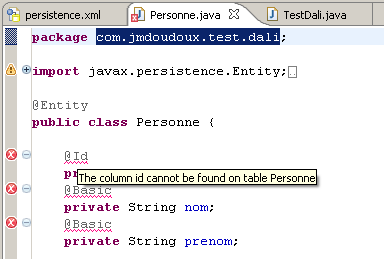 persistence.xml Personne.java TestDali.java
package com.jmdoudoux.test.dali;
import javax.persistence.Entity;
@Entity
public class Personne {
@Id
The column id cannot be found on table Personne
pr
@Basic
private String nom;
@Basic
private String prenom;